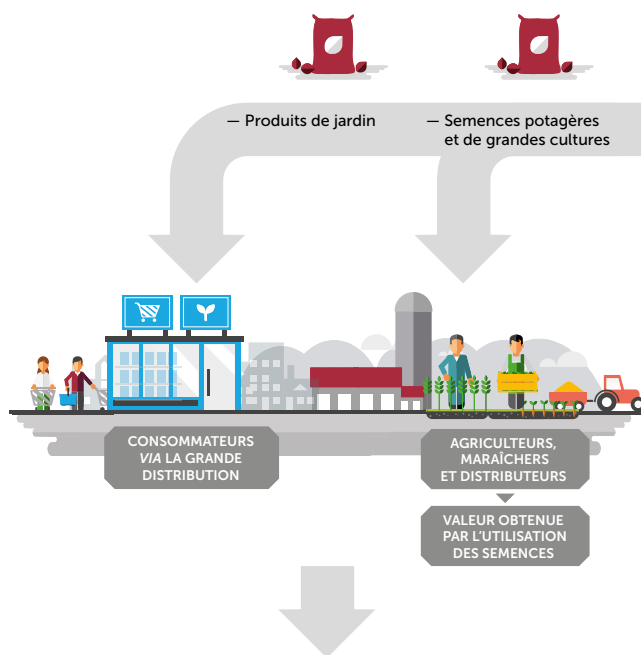 — Produits de jardin
— Semences potagères
et de grandes cultures
CONSOMMATEURS
VIA LA GRANDE
DISTRIBUTION
AGRICULTEURS,
MARAÎCHERS
ET DISTRIBUTEURS
VALEUR OBTENUE
PAR L'UTILISATION
DES SEMENCES